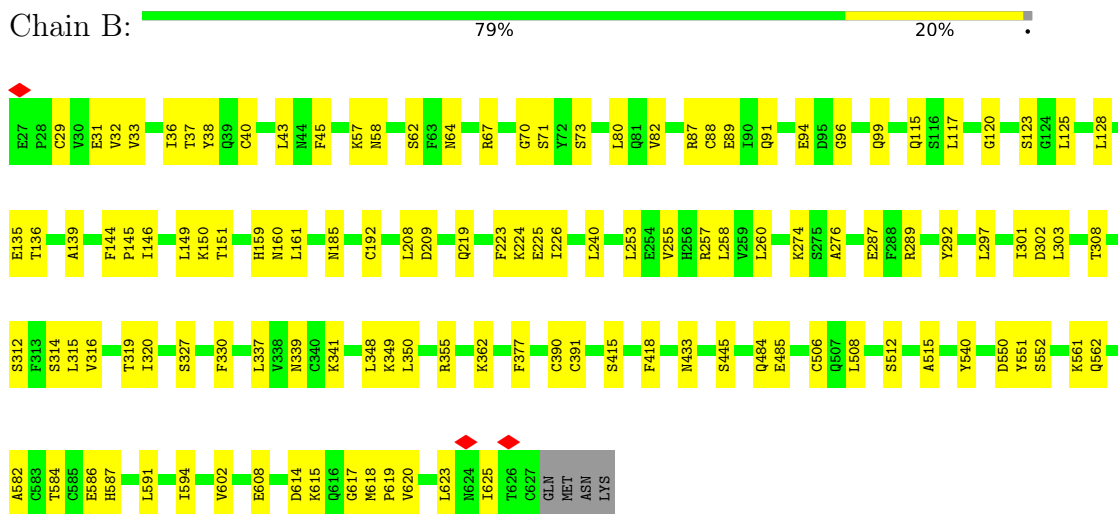 Chain B:
79% 20% •
E27 P28 C29 V30 E31 V32 V33 I36 T37 Y38 Q39 C40 L43 N44 F45 K57 N58 S62 F63 N64 R67 G70 S71 Y72 S73 L80 Q81 V82 R87 C88 E89 I90 Q91 E94 D95 G96 Q99 Q115 S116 L117 G120 S123 G124 L125 L128
E135 T136 A139 F144 P145 I146 L149 K150 T151 H159 N160 L161 N185 C192 L208 D209 Q219 F223 K224 E225 I226 L240 L253 E254 V255 H256 R257 L258 V259 L260 K274 S275 A276 E287 F288 R289 Y292 L297 I301 D302 L303 T308
S312 F313 S314 L315 V316 T319 I320 S327 F330 L337 V338 N339 C340 K341 L348 K349 L350 R355 K362 F377 C390 C391 S415 F418 N433 S445 Q484 E485 C506 Q507 L508 S512 A515 Y540 D550 Y551 S552 K561 Q562
A582 C583 T584 C585 E586 H587 L591 I594 V602 E608 D614 K615 Q616 G617 M618 P619 V620 L623 N624 I625 T626 C627 GLN MET ASN LYS